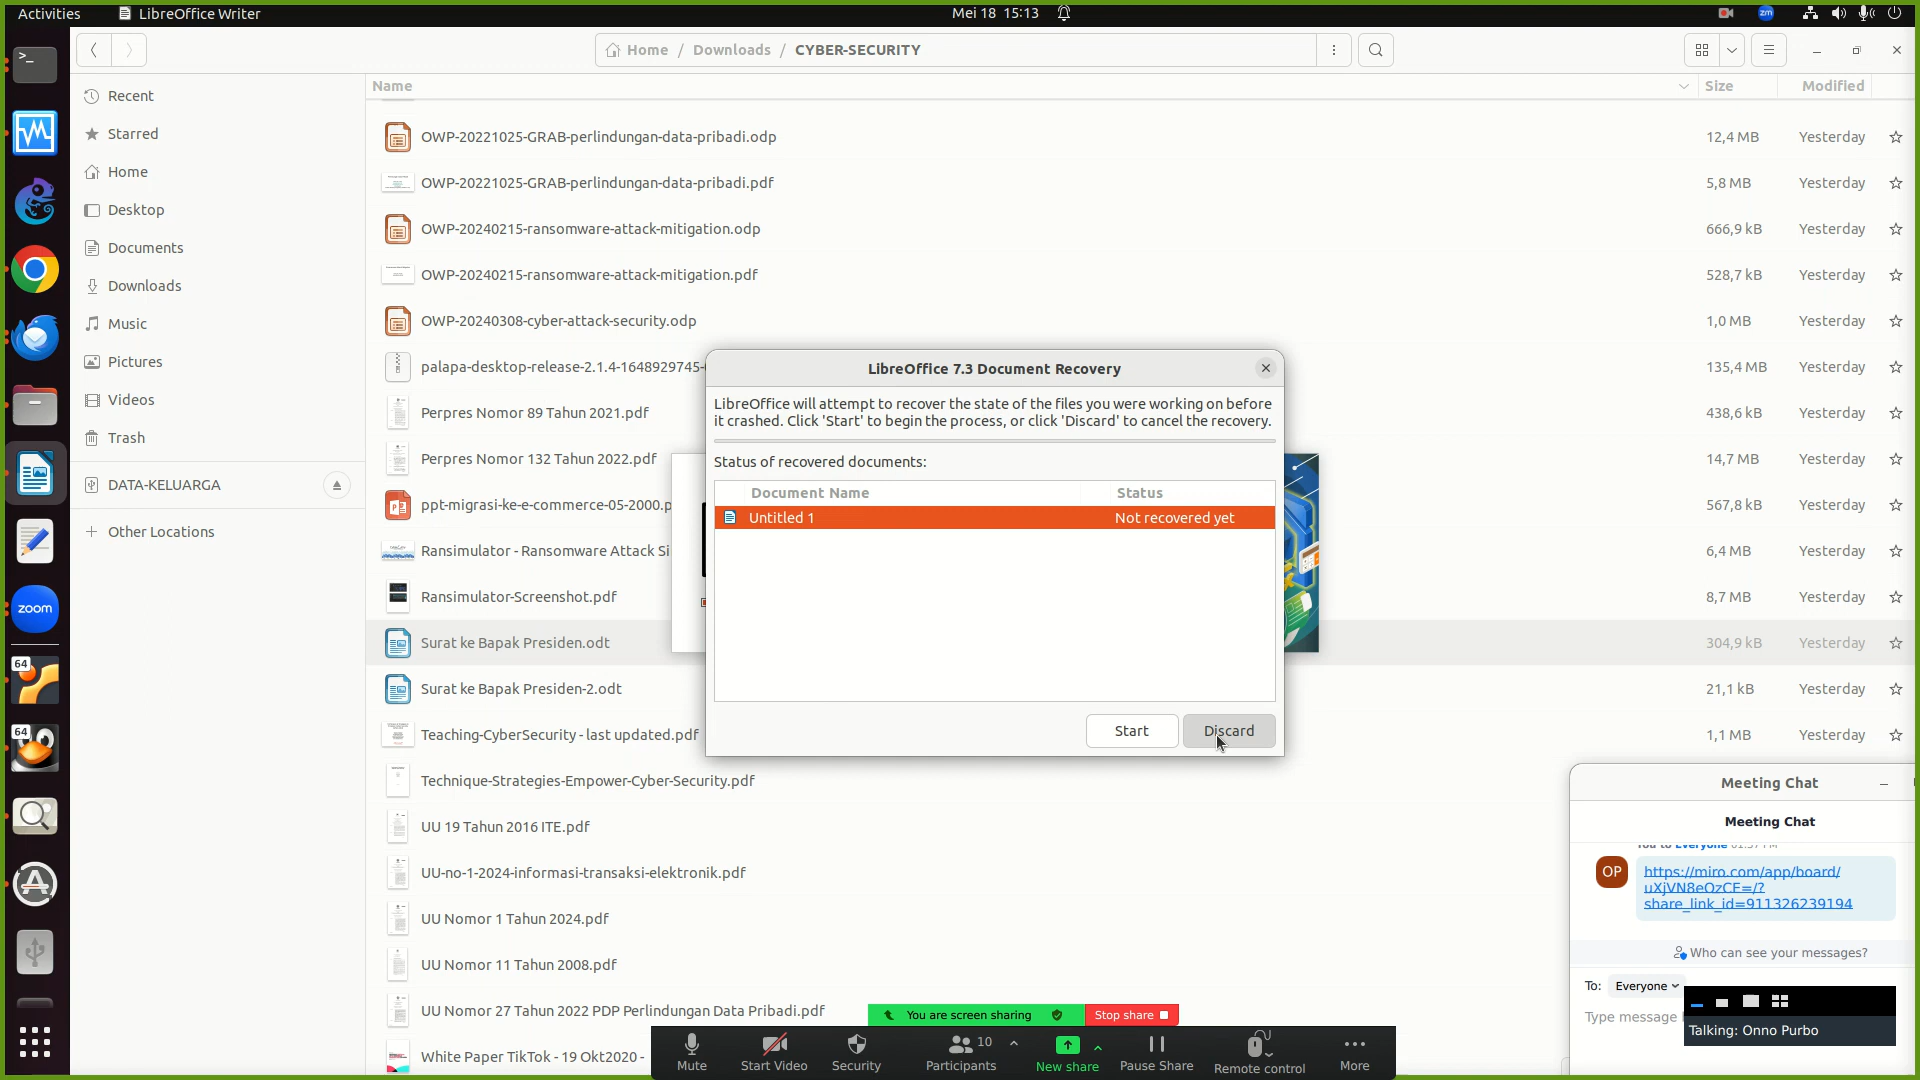 Activities
LibreOffice Writer
Mei 18 15:13
zm
Home / Downloads / CYBER-SECURITY
Recent
Starred
Home
Desktop
Documents
Downloads
Music
Pictures
Videos
Trash
DATA-KELUARGA
Other Locations
zoom
64
64
Name Size Modified
OWP-20221025-GRAB-perlindungan-data-pribadi.odp 12,4 MB Yesterday
OWP-20221025-GRAB-perlindungan-data-pribadi.pdf 5,8 MB Yesterday
OWP-20240215-ransomware-attack-mitigation.odp 666,9 kB Yesterday
OWP-20240215-ransomware-attack-mitigation.pdf 528,7 kB Yesterday
OWP-20240308-cyber-attack-security.odp 1,0 MB Yesterday
palapa-desktop-release-2.1.4-1648929745- 135,4 MB Yesterday
Perpres Nomor 89 Tahun 2021.pdf 438,6 kB Yesterday
Perpres Nomor 132 Tahun 2022.pdf 14,7 MB Yesterday
ppt-migrasi-ke-e-commerce-05-2000.p 567,8 kB Yesterday
Ransimulator - Ransomware Attack Si 6,4 MB Yesterday
Ransimulator-Screenshot.pdf 8,7 MB Yesterday
Surat ke Bapak Presiden.odt 304,9 kB Yesterday
Surat ke Bapak Presiden-2.odt 21,1 kB Yesterday
Teaching-CyberSecurity - last updated.pdf 1,1 MB Yesterday
Technique-Strategies-Empower-Cyber-Security.pdf
UU 19 Tahun 2016 ITE.pdf
UU-no-1-2024-informasi-transaksi-elektronik.pdf
UU Nomor 1 Tahun 2024.pdf
UU Nomor 11 Tahun 2008.pdf
UU Nomor 27 Tahun 2022 PDP Perlindungan Data Pribadi.pdf
White Paper TikTok - 19 Okt2020 -
LibreOffice 7.3 Document Recovery
LibreOffice will attempt to recover the state of the files you were working on before
it crashed. Click 'Start' to begin the process, or click 'Discard' to cancel the recovery.
Status of recovered documents:
Document Name Status
Untitled 1 Not recovered yet
Start Discard
Meeting Chat
Meeting Chat
OP
https://miro.com/app/board/
uXjVN8eOzCE=/?
share_link_id=911326239194
Who can see your messages?
To: Everyone
Type message
Talking: Onno Purbo
You are screen sharing Stop share
10
Mute Start Video Security Participants New share Pause Share Remote control More